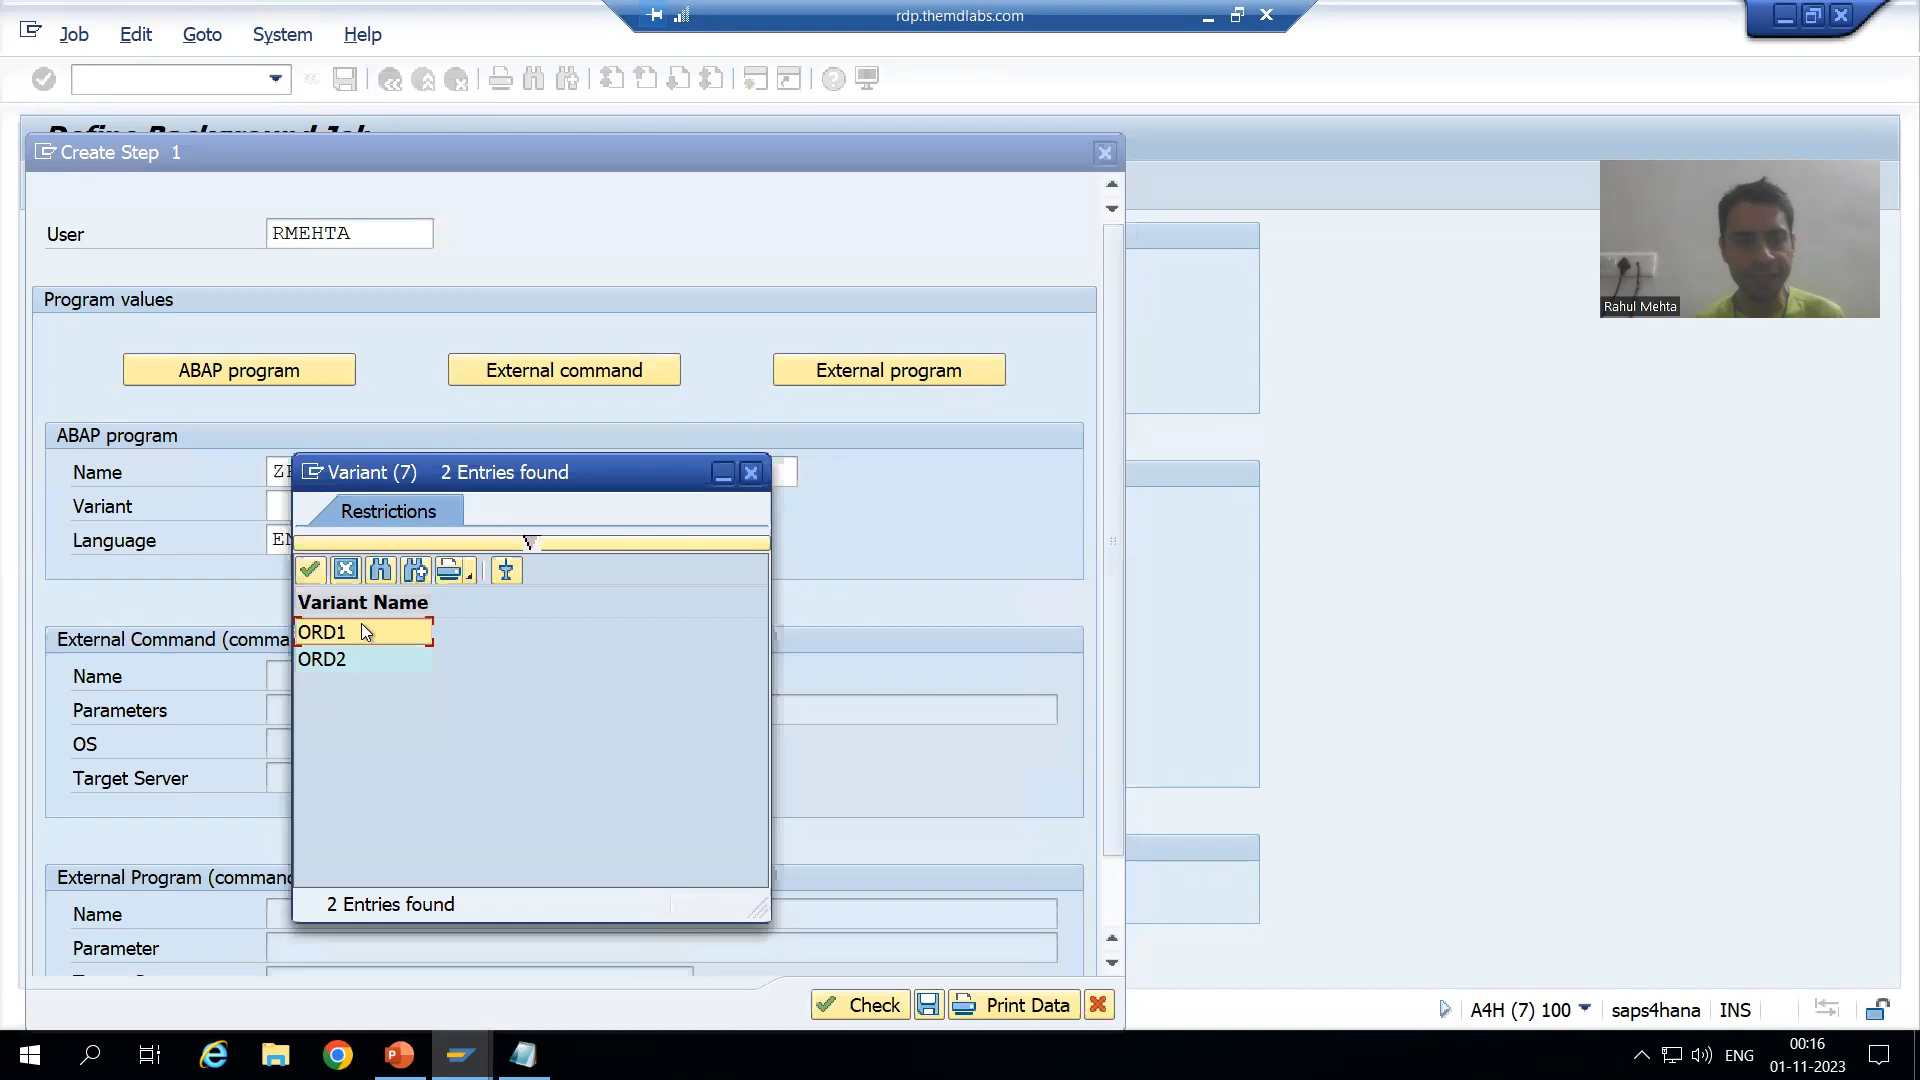 rdp.themdlabs.com
Job Edit Goto System Help
Define Background Job
Create Step 1
User RMEHTA
Rahul Mehta
Program values
ABAP program External command External program
ABAP program
Name
Variant (7) 2 Entries found
Variant
Restrictions
Language
Variant Name
ORD1
External Command
ORD2
Name
Parameters
OS
Target Server
External Program
2 Entries found
Name
Parameter
Check Print Data
A4H (7) 100 saps4hana INS
ENG
00:16
01-11-2023